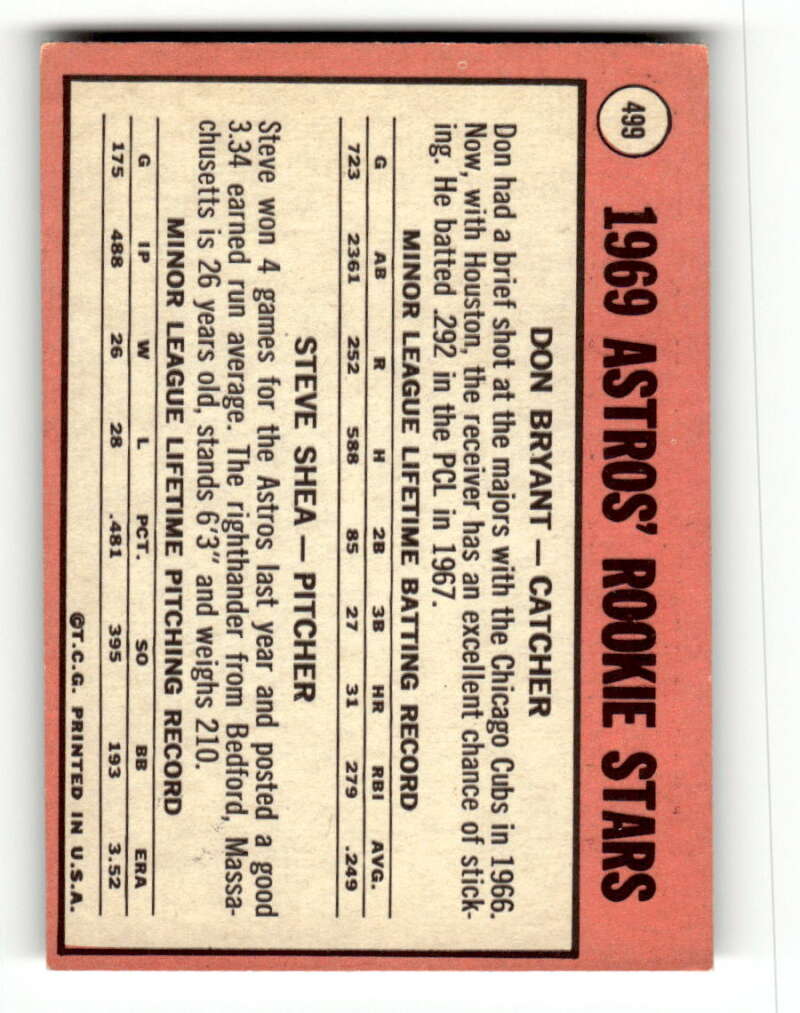 499
1969 ASTROS' ROOKIE STARS
DON BRYANT — CATCHER
Don had a brief shot at the majors with the Chicago Cubs in 1966.
Now, with Houston, the receiver has an excellent chance of stick-
ing. He batted .292 in the PCL in 1967.
MINOR LEAGUE LIFETIME BATTING RECORD
G AB R H 2B 3B HR RBI AVG.
723 2361 252 588 85 27 31 279 .249
STEVE SHEA — PITCHER
Steve won 4 games for the Astros last year and posted a good
3.34 earned run average. The righthander from Bedford, Massa-
chusetts is 26 years old, stands 6'3" and weighs 210.
MINOR LEAGUE LIFETIME PITCHING RECORD
G IP W L PCT. SO BB ERA
175 488 26 28 .481 395 193 3.52
©T.C.G. PRINTED IN U.S.A.